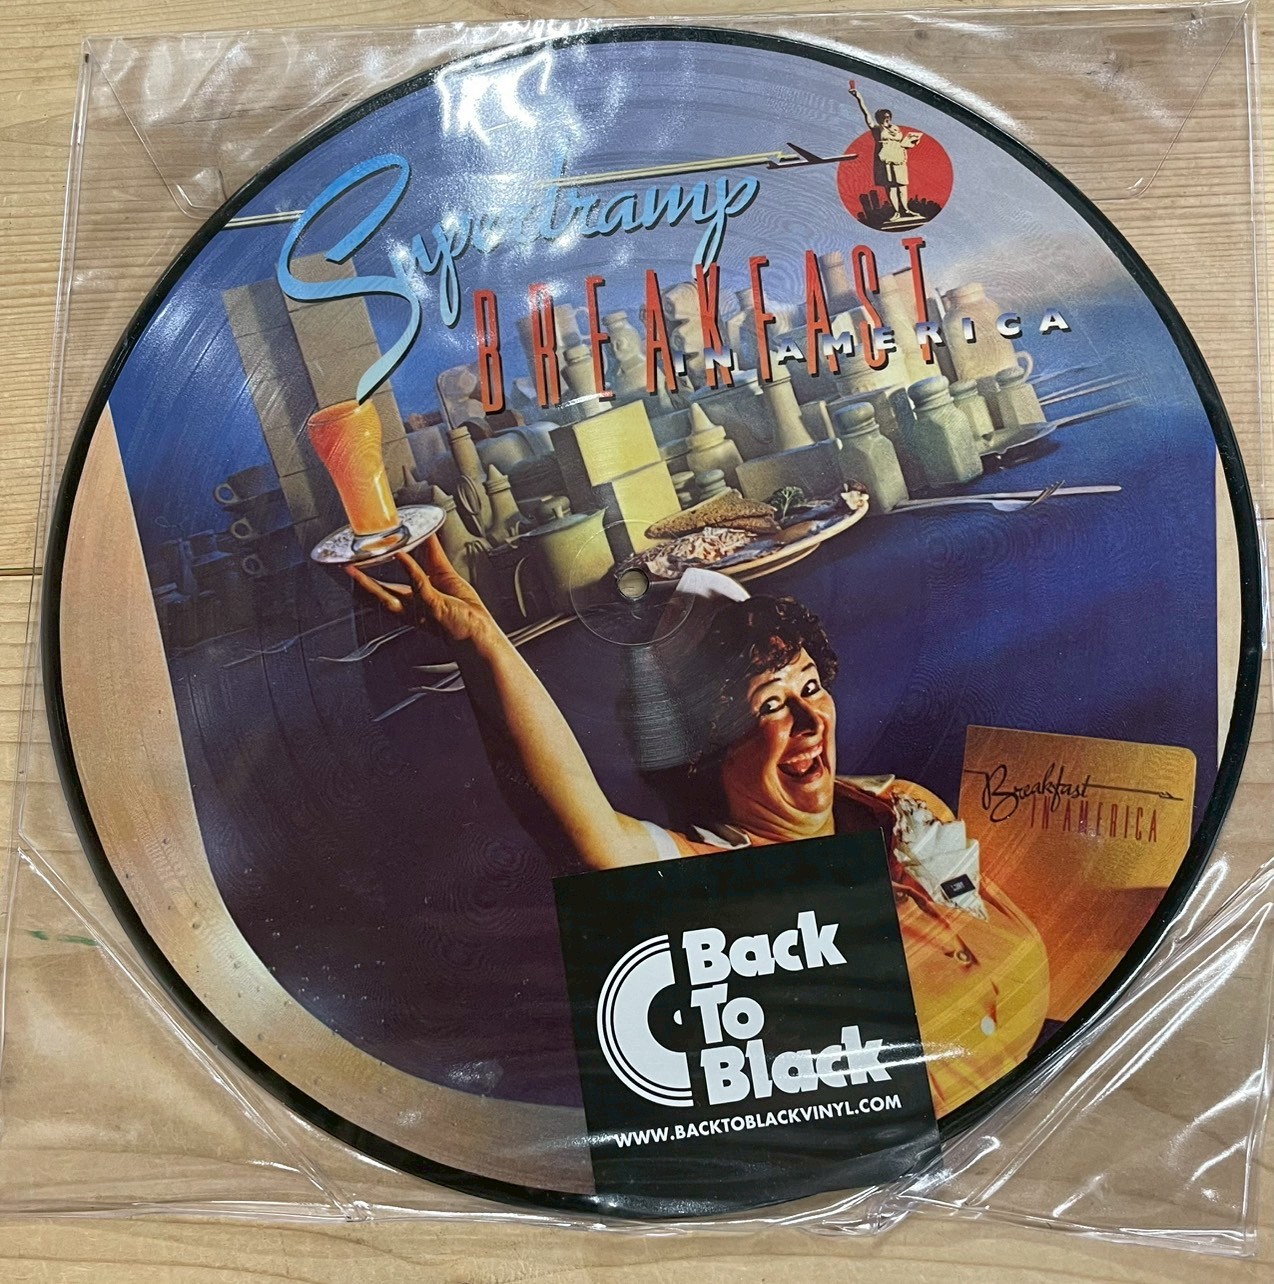 Supertramp
BREAKFAST
IN AMERICA
Breakfast
IN AMERICA
Back
To
Black
WWW.BACKTOBLACKVINYL.COM